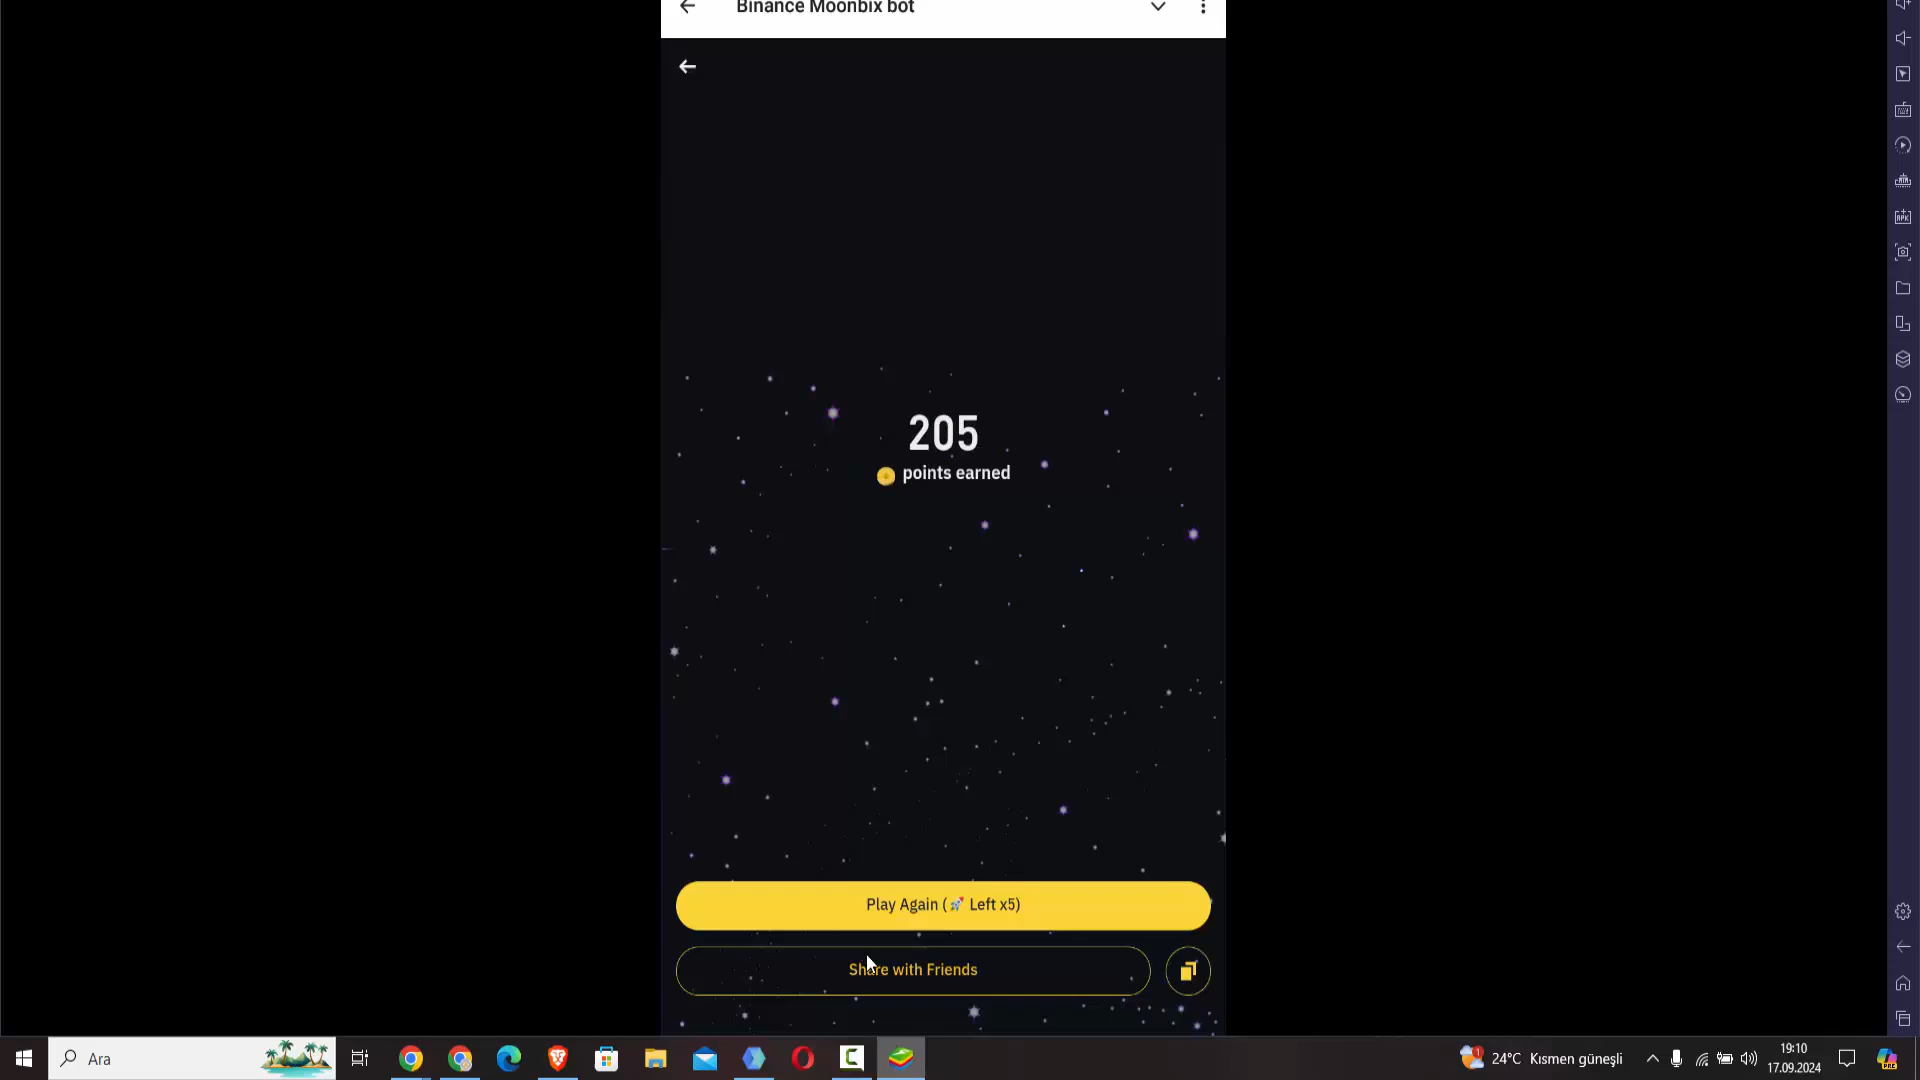 Binance Moonbix bot
205
points earned
Play Again (🚀 Left x5)
Share with Friends
Ara
24°C Kısmen güneşli
19:10
17.09.2024